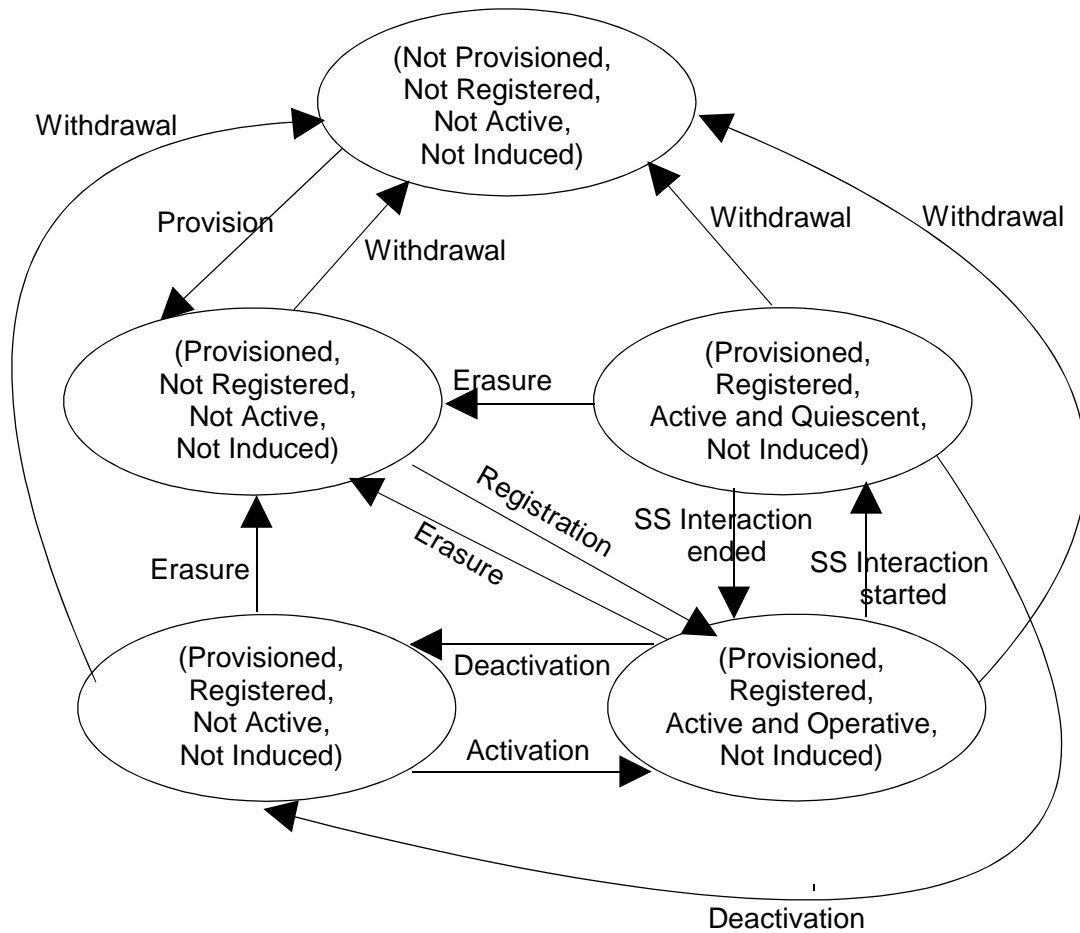 (Not Provisioned,
Not Registered,
Not Active,
Not Induced)
Withdrawal
Provision
Withdrawal
Withdrawal
Withdrawal
(Provisioned,
Not Registered,
Not Active,
Not Induced)
Erasure
(Provisioned,
Registered,
Active and Quiescent,
Not Induced)
Registration
Erasure
SS Interaction
ended
SS Interaction
started
Erasure
(Provisioned,
Registered,
Not Active,
Not Induced)
Deactivation
Activation
(Provisioned,
Registered,
Active and Operative,
Not Induced)
Deactivation